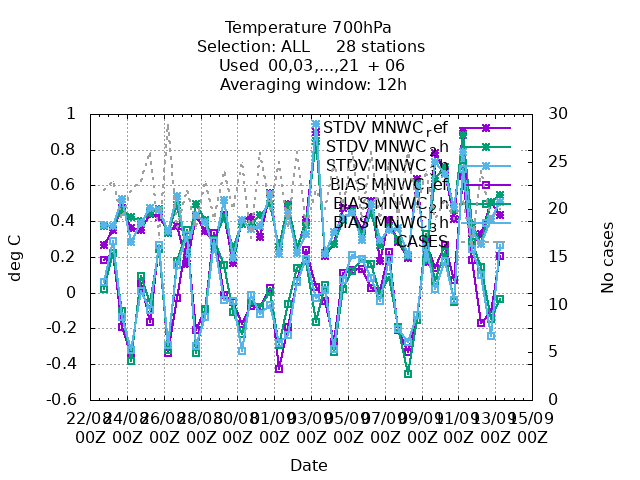 Temperature 700hPa
Selection: ALL 28 stations
Used 00,03,...,21 + 06
Averaging window: 12h
1
0.8
0.6
0.4
0.2
0
-0.2
-0.4
-0.6
30
25
20
15
10
5
0
deg C
No cases
STDV MNWC_ref
STDV MNWC_2h
STDV MNWC_3h
BIAS MNWC_ref
BIAS MNWC_2h
BIAS MNWC_3h
CASES
22/08 24/08 26/08 28/08 30/08 01/09 03/09 05/09 07/09 09/09 11/09 13/09 15/09
00Z 00Z 00Z 00Z 00Z 00Z 00Z 00Z 00Z 00Z 00Z 00Z 00Z
Date